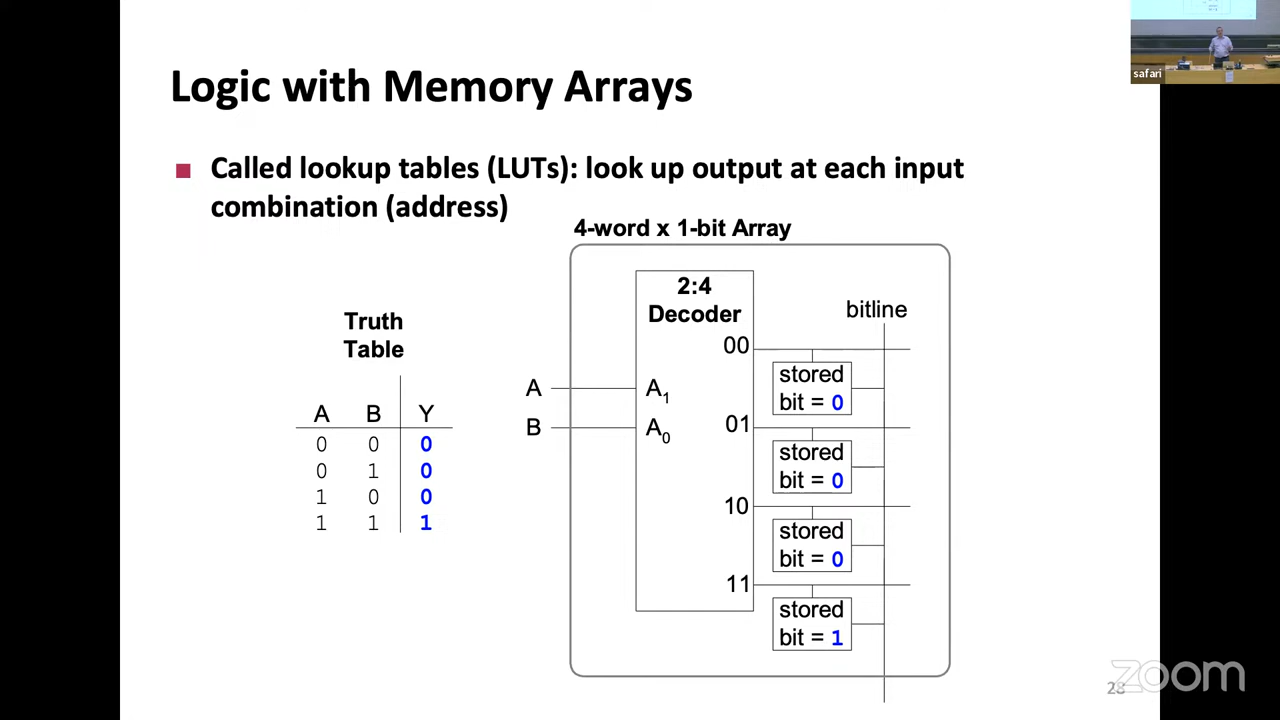 safari
Logic with Memory Arrays
Called lookup tables (LUTs): look up output at each input
combination (address)
4-word x 1-bit Array
2:4
Decoder
bitline
Truth
Table
A B Y
0 0 0
0 1 0
1 0 0
1 1 1
A
B
A1
A0
00
stored
bit = 0
01
stored
bit = 0
10
stored
bit = 0
11
stored
bit = 1
28
zoom